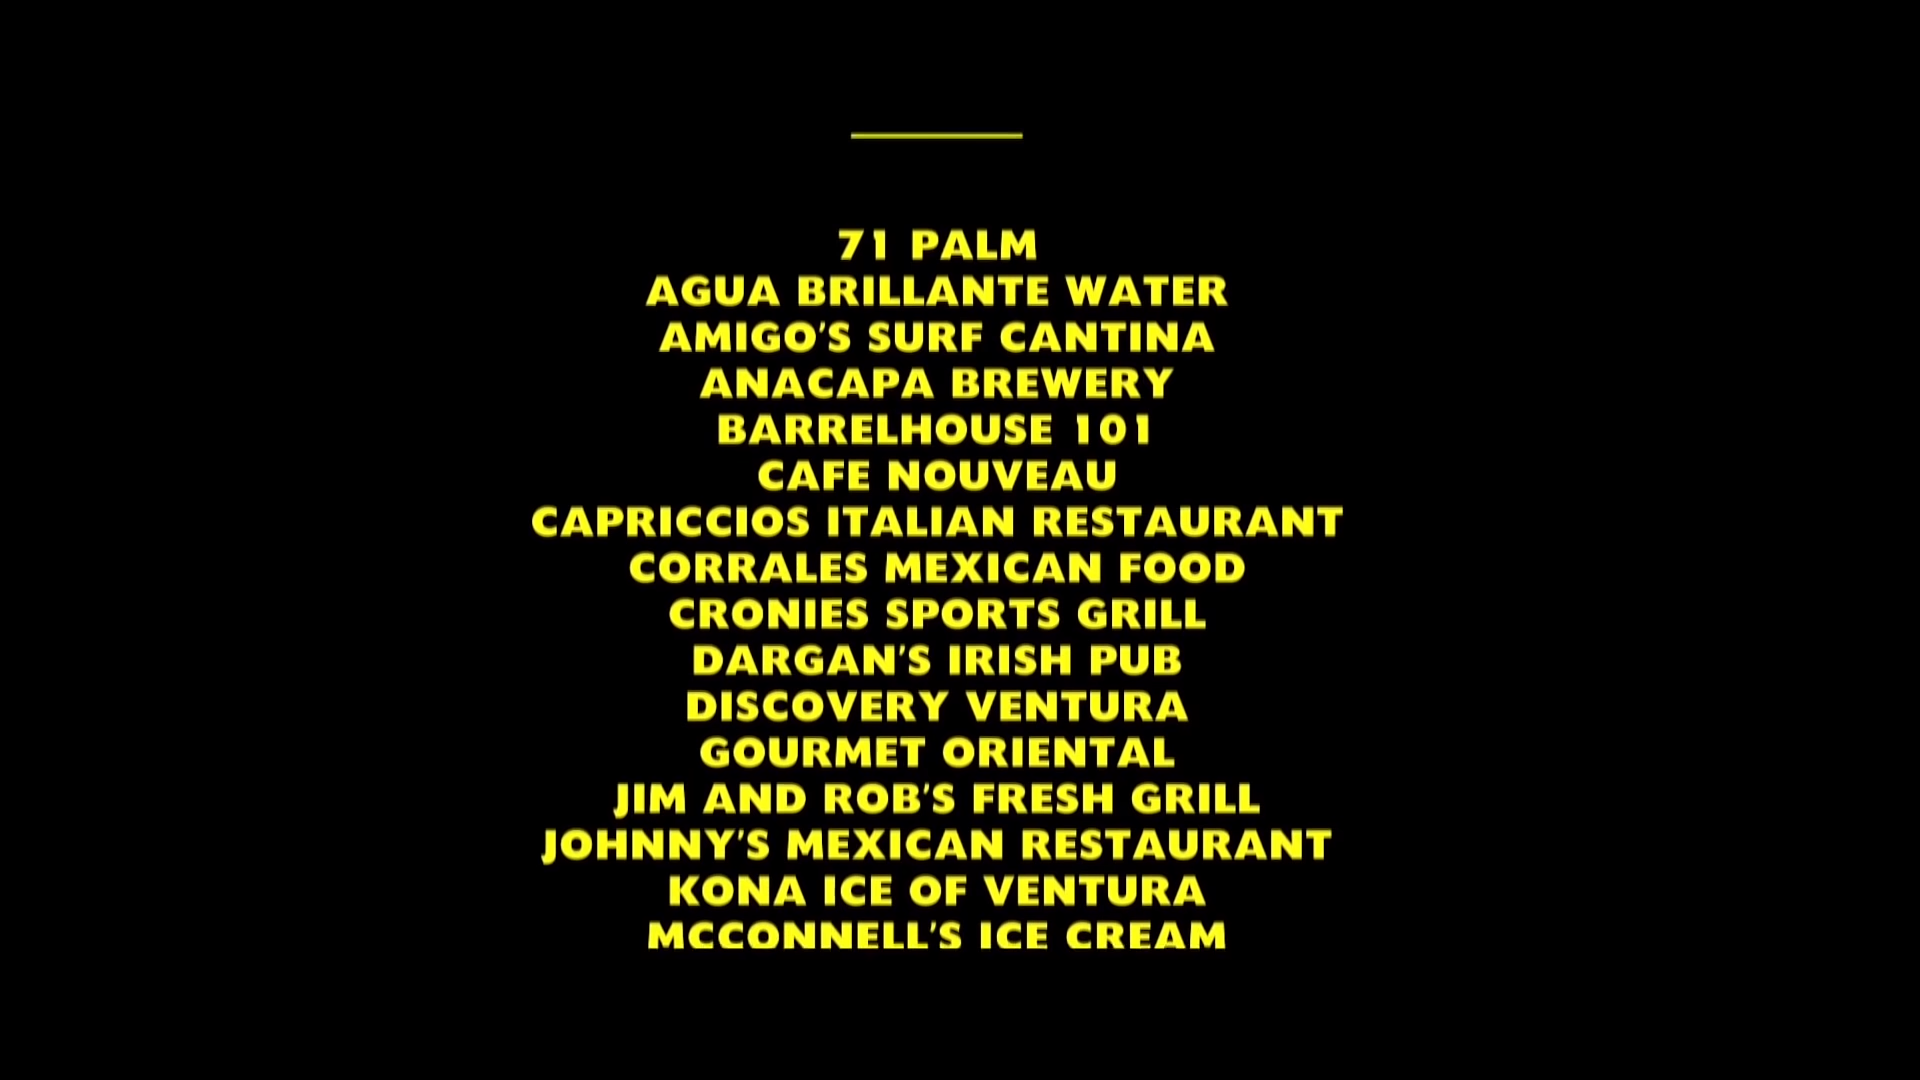 71 PALM
AGUA BRILLANTE WATER
AMIGO'S SURF CANTINA
ANACAPA BREWERY
BARRELHOUSE 101
CAFE NOUVEAU
CAPRICCIOS ITALIAN RESTAURANT
CORRALES MEXICAN FOOD
CRONIES SPORTS GRILL
DARGAN'S IRISH PUB
DISCOVERY VENTURA
GOURMET ORIENTAL
JIM AND ROB'S FRESH GRILL
JOHNNY'S MEXICAN RESTAURANT
KONA ICE OF VENTURA
MCCONNELL'S ICE CREAM